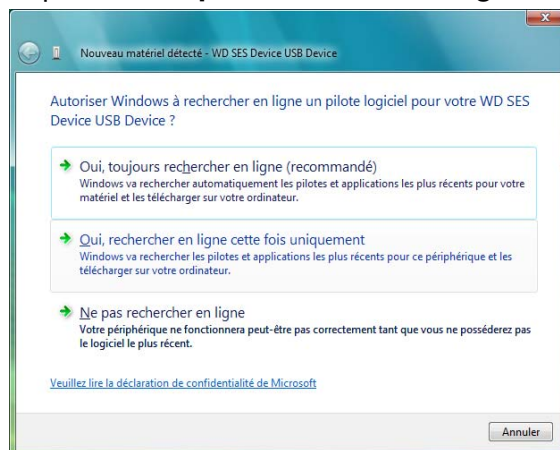 Nouveau matériel détecté - WD SES Device USB Device
Autoriser Windows à rechercher en ligne un pilote logiciel pour votre WD SES
Device USB Device ?
Oui, toujours rechercher en ligne (recommandé)
Windows va rechercher automatiquement les pilotes et applications les plus récents pour votre
matériel et les télécharger sur votre ordinateur.
Oui, rechercher en ligne cette fois uniquement
Windows va rechercher les pilotes et applications les plus récents pour ce périphérique et les
télécharger sur votre ordinateur.
Ne pas rechercher en ligne
Votre périphérique ne fonctionnera peut-être pas correctement tant que vous ne posséderez pas
le logiciel le plus récent.
Veuillez lire la déclaration de confidentialité de Microsoft
Annuler